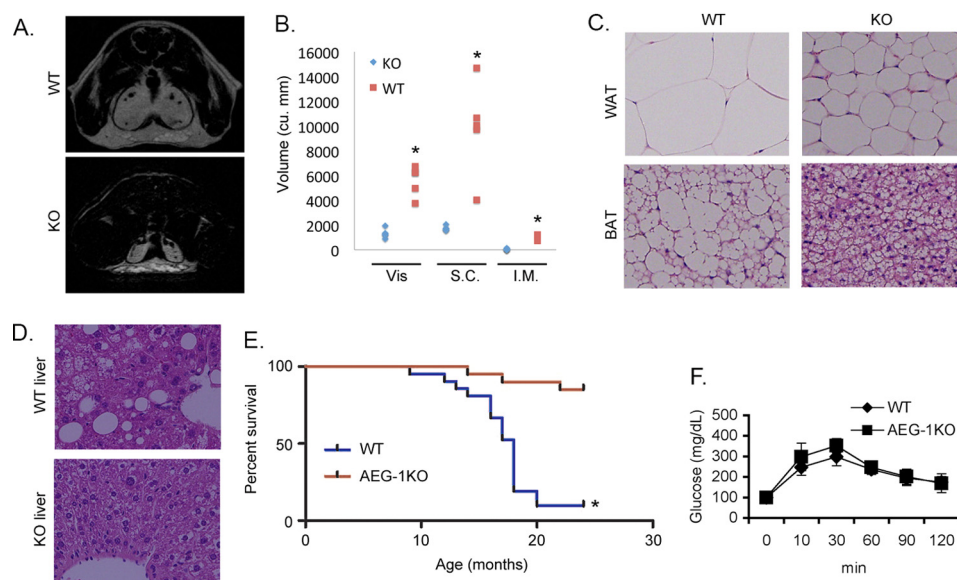 A.
WT
KO
B.
Volume (cu. mm)
16000
14000
12000
10000
8000
6000
4000
2000
0
KO
WT
*
*
*
Vis
S.C.
I.M.
C.
WT
KO
WAT
BAT
D.
WT liver
KO liver
E.
Percent survival
100
50
0
WT
AEG-1KO
*
0
10
20
30
Age (months)
F.
WT
AEG-1KO
Glucose (mg/dL)
500
400
300
200
100
0
0
10
30
60
90
120
min